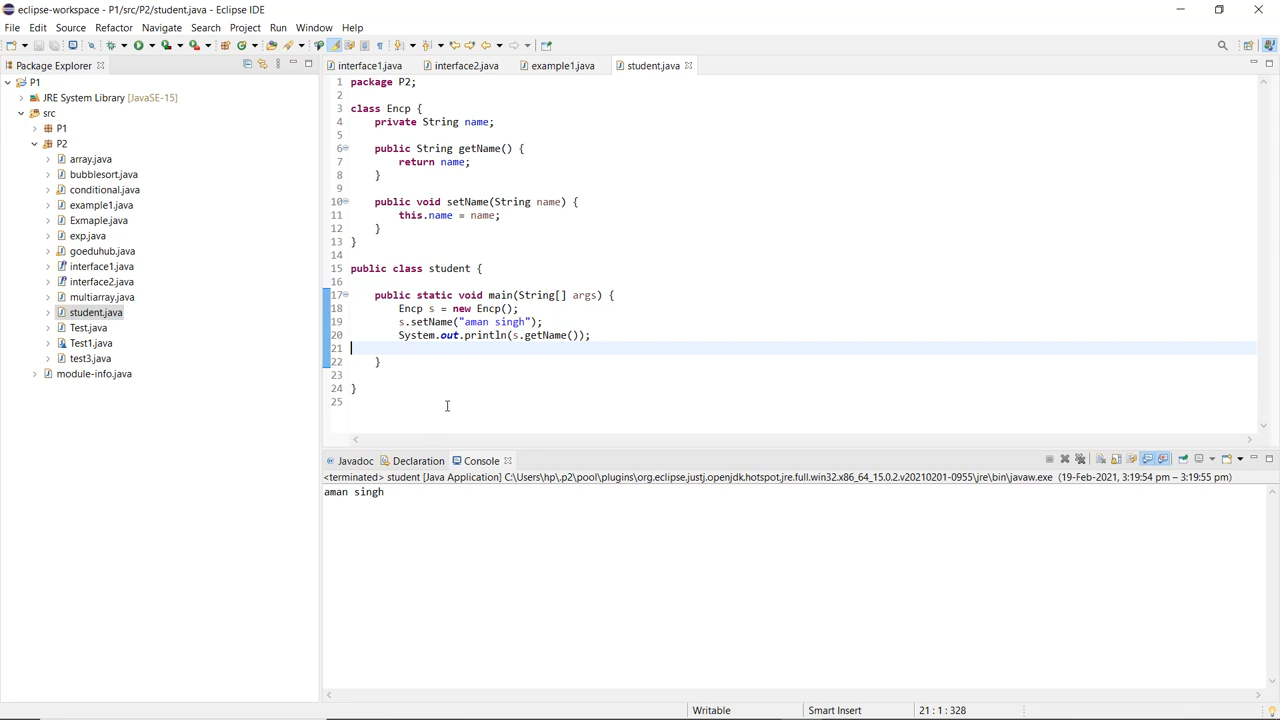 eclipse-workspace - P1/src/P2/student.java - Eclipse IDE
File Edit Source Refactor Navigate Search Project Run Window Help
Package Explorer
P1
JRE System Library [JavaSE-15]
src
P1
P2
array.java
bubblesort.java
conditional.java
example1.java
Exmaple.java
exp.java
goeduhub.java
interface1.java
interface2.java
multiarray.java
student.java
Test.java
Test1.java
test3.java
module-info.java
interface1.java interface2.java example1.java student.java
1 package P2;
2
3 class Encp {
4 private String name;
5
6 public String getName() {
7 return name;
8 }
9
10 public void setName(String name) {
11 this.name = name;
12 }
13 }
14
15 public class student {
16
17 public static void main(String[] args) {
18 Encp s = new Encp();
19 s.setName("aman singh");
20 System.out.println(s.getName());
21
22 }
23
24 }
25
Javadoc Declaration Console
<terminated> student [Java Application] C:\Users\hp\.p2\pool\plugins\org.eclipse.justj.openjdk.hotspot.jre.full.win32.x86_64_15.0.2.v20210201-0955\jre\bin\javaw.exe (19-Feb-2021, 3:19:54 pm – 3:19:55 pm)
aman singh
Writable Smart Insert 21 : 1 : 328